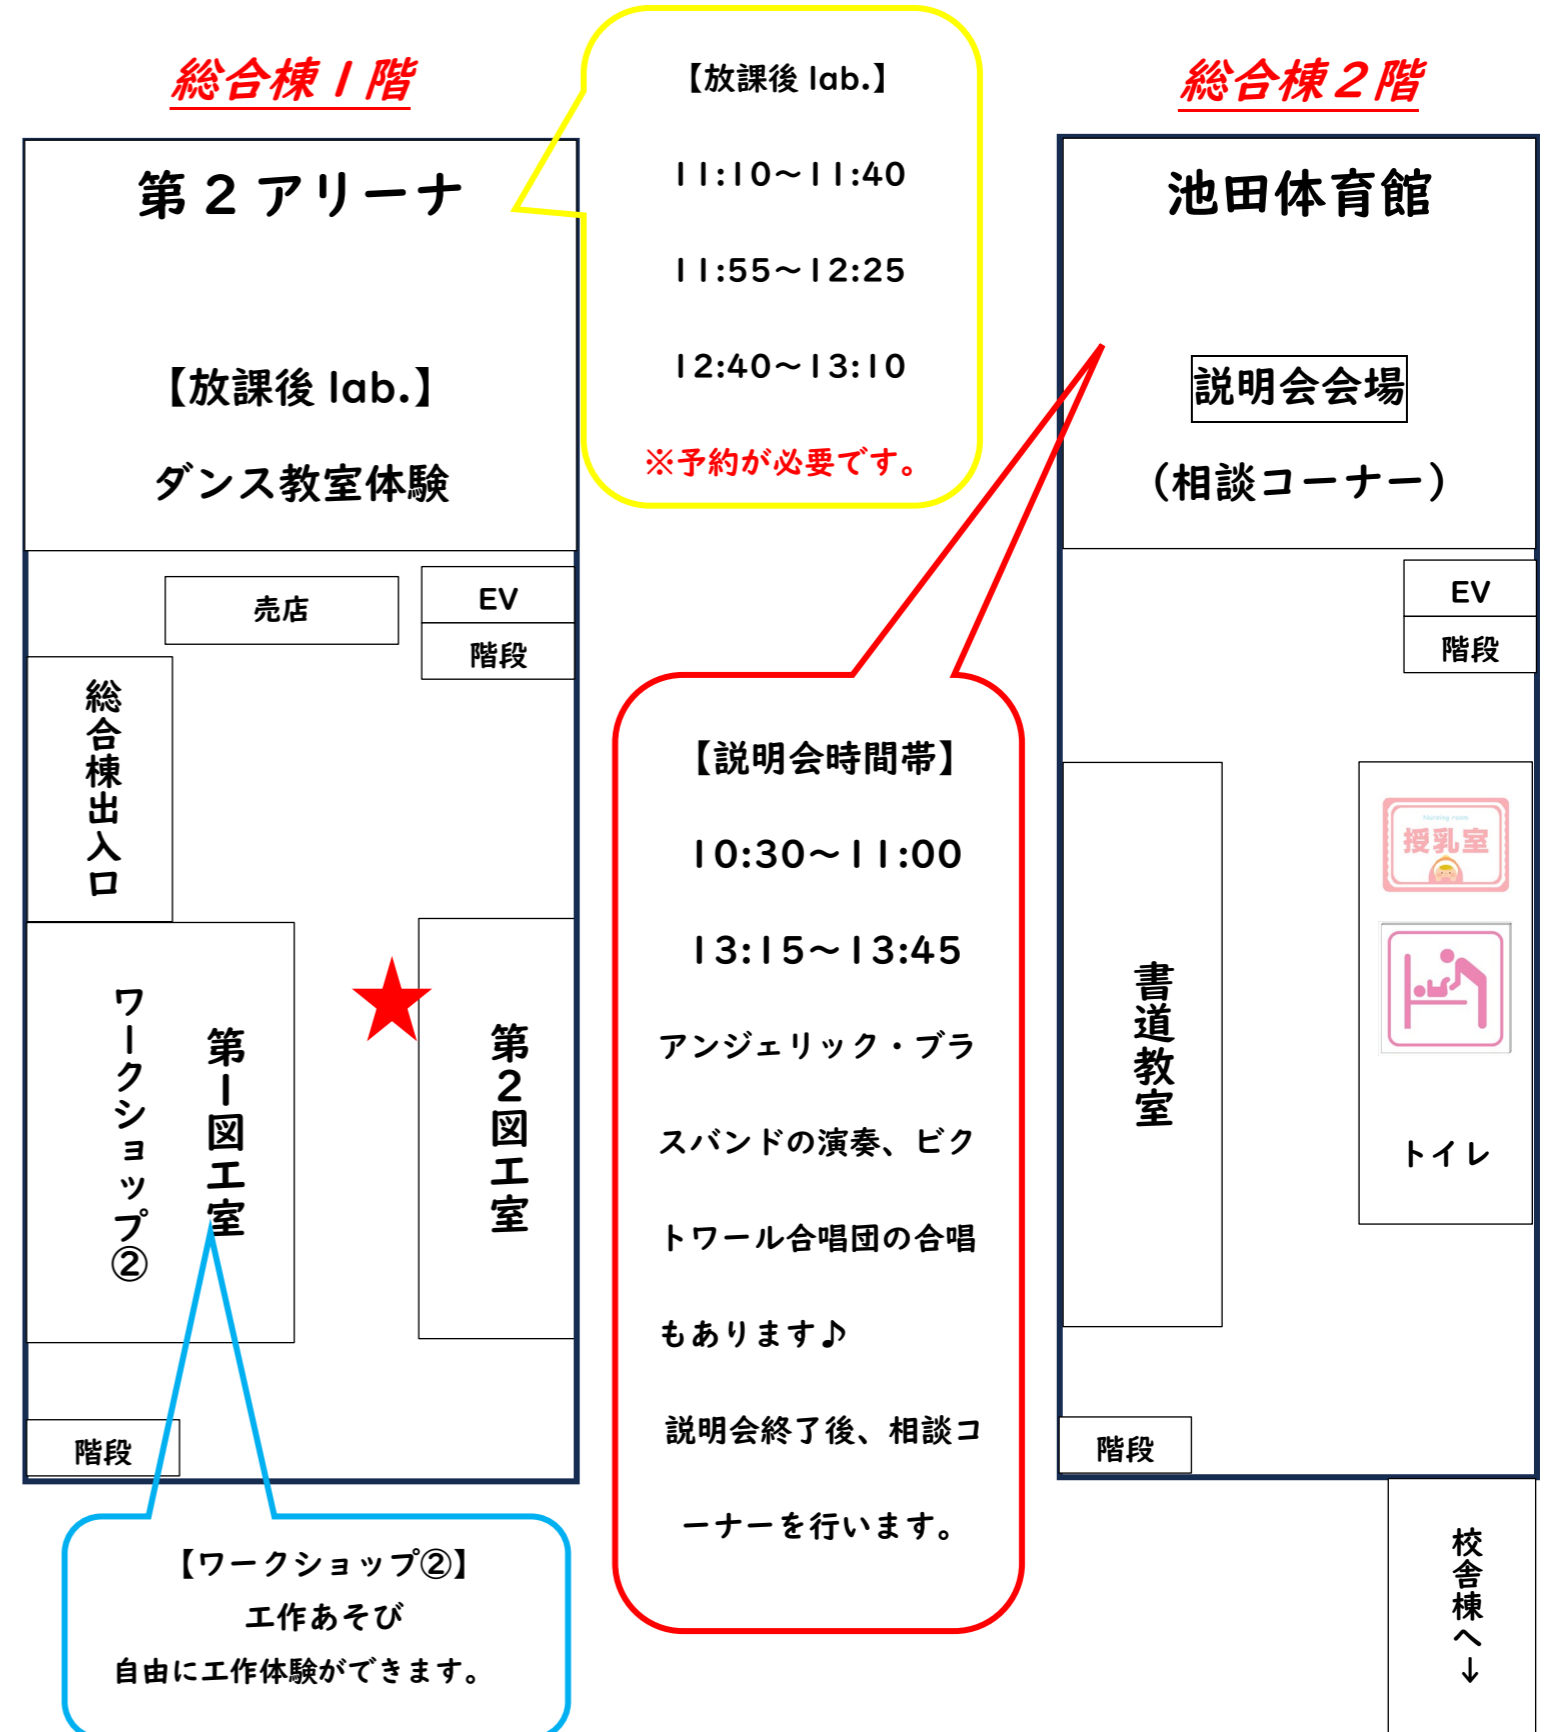 総合棟1階
第2アリーナ
【放課後 lab.】
ダンス教室体験
売店
EV
階段
総合棟出入口
ワークショップ②
第1図工室
第2図工室
階段
【放課後 lab.】
11:10～11:40
11:55～12:25
12:40～13:10
※予約が必要です。
【説明会時間帯】
10:30～11:00
13:15～13:45
アンジェリック・ブラ
スバンドの演奏、ビク
トワール合唱団の合唱
もあります♪
説明会終了後、相談コ
ーナーを行います。
【ワークショップ②】
工作あそび
自由に工作体験ができます。
総合棟2階
池田体育館
説明会会場
（相談コーナー）
EV
階段
書道教室
Nursing room
授乳室
トイレ
階段
校舎棟へ↓